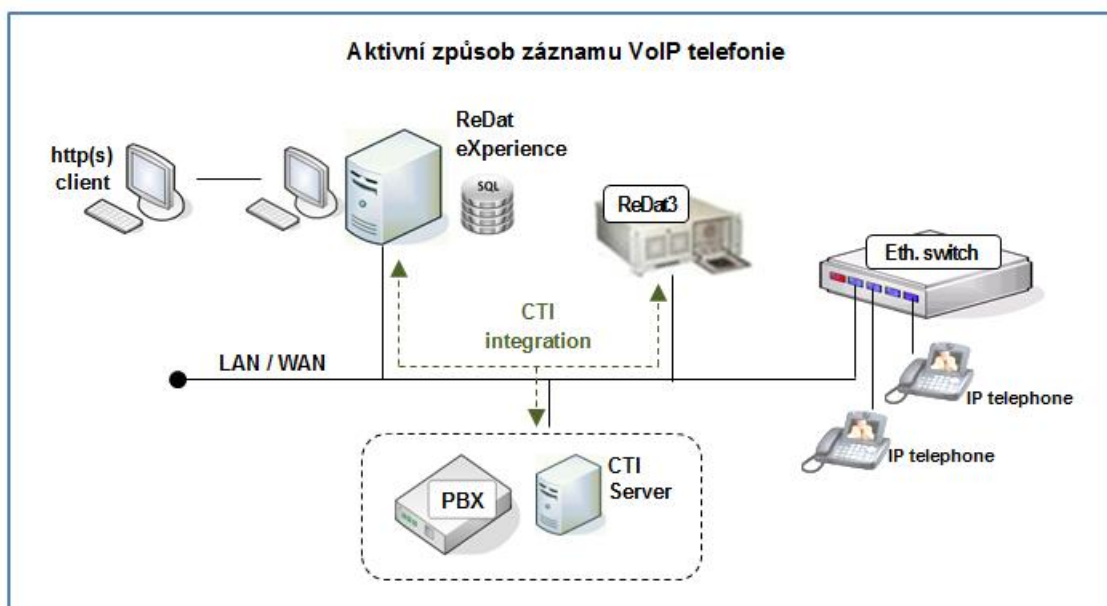 Aktivní způsob záznamu VoIP telefonie
http(s)
client
ReDat
eXperience
SQL
ReDat3
Eth. switch
CTI
integration
LAN / WAN
IP telephone
IP telephone
PBX
CTI
Server